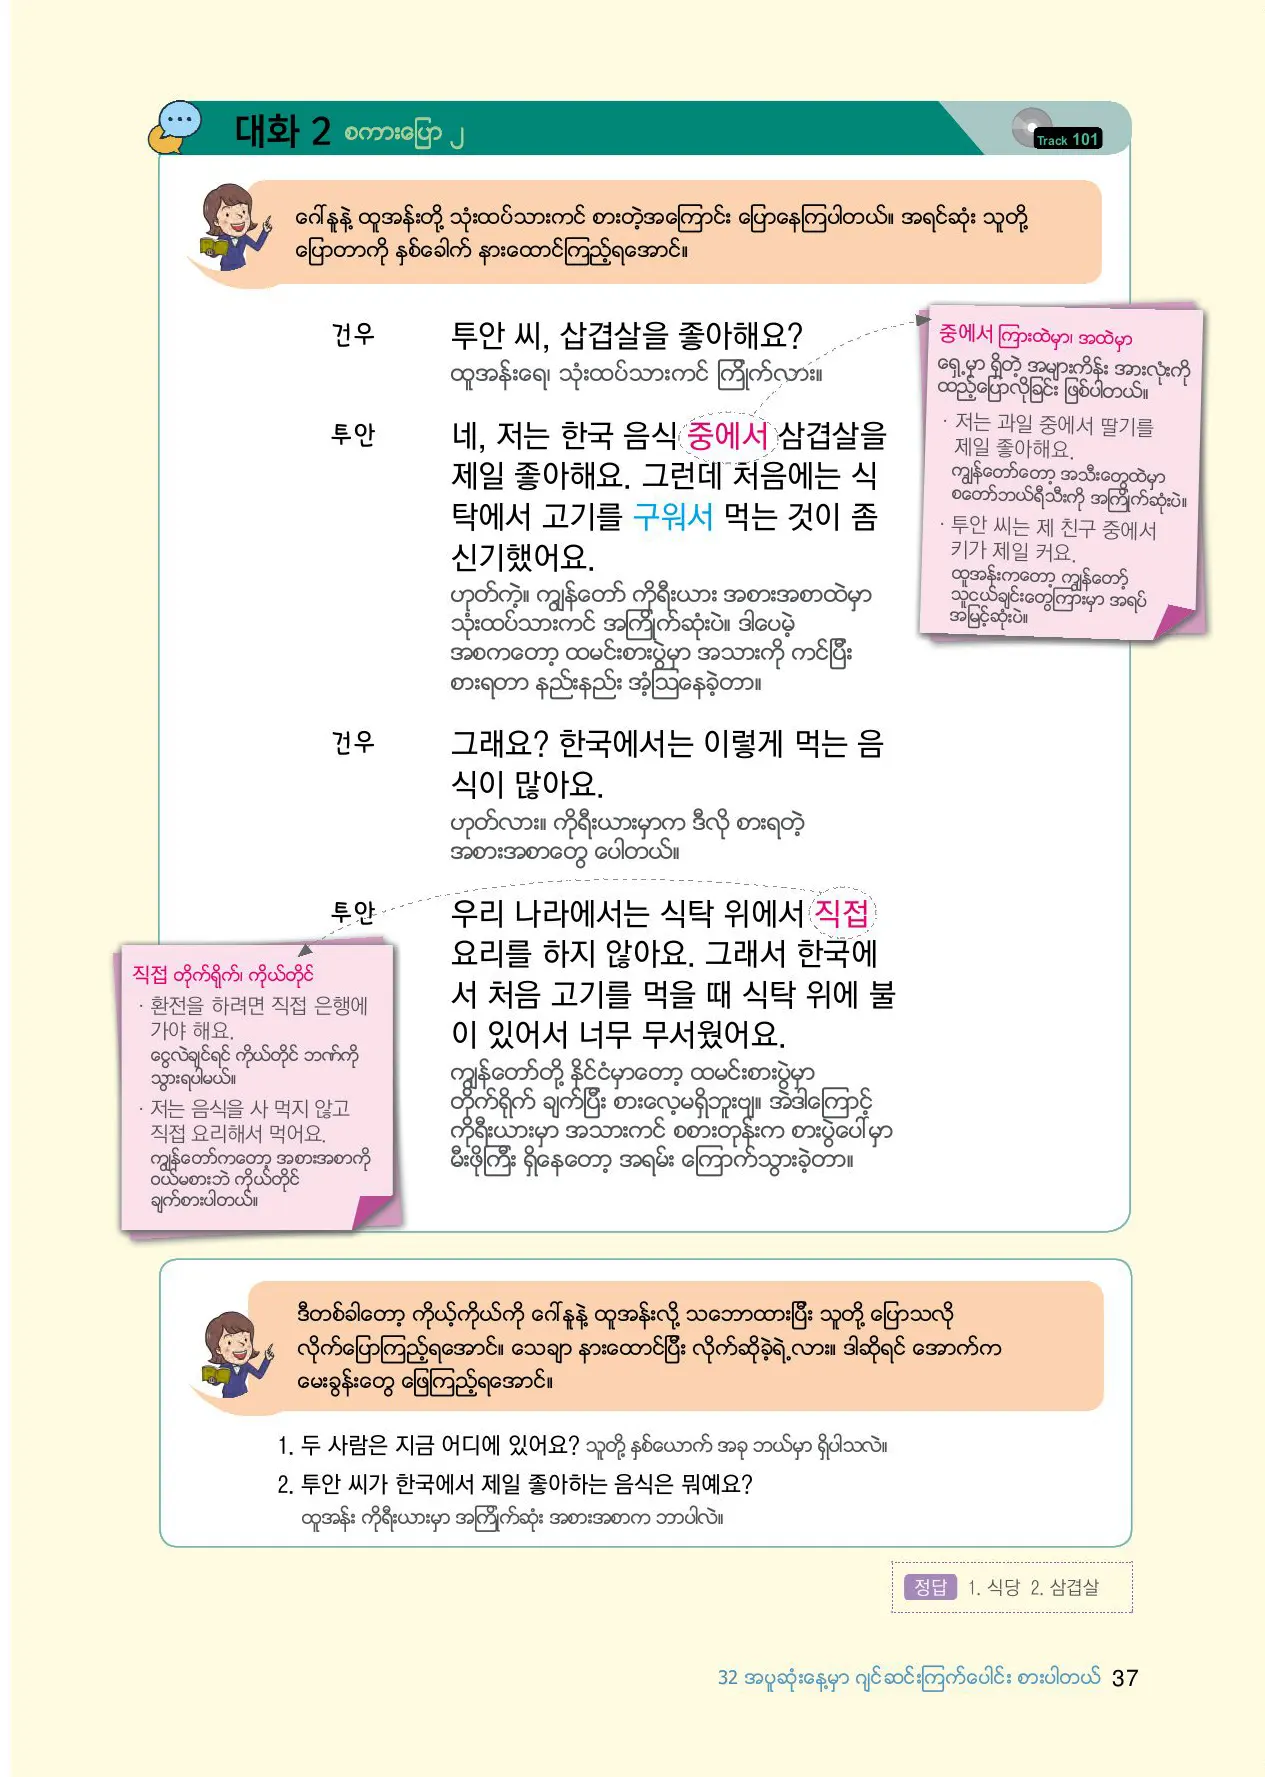 대화 2 စကားပြော ၂
Track 101
ဂေါ်နူနဲ့ ထူအန်းတို့ သုံးထပ်သားကင် စားတဲ့အကြောင်း ပြောနေကြပါတယ်။ အရင်ဆုံး သူတို့
ပြောတာကို နှစ်ခေါက် နားထောင်ကြည့်ရအောင်။
건우 투안 씨, 삼겹살을 좋아해요?
ထူအန်းရေ၊ သုံးထပ်သားကင် ကြိုက်လား။
투안 네, 저는 한국 음식 중에서 삼겹살을
제일 좋아해요. 그런데 처음에는 식
탁에서 고기를 구워서 먹는 것이 좀
신기했어요.
ဟုတ်ကဲ့။ ကျွန်တော် ကိုရီးယား အစားအစာထဲမှာ
သုံးထပ်သားကင် အကြိုက်ဆုံးပဲ။ ဒါပေမဲ့
အစကတော့ ထမင်းစားပွဲမှာ အသားကို ကင်ပြီး
စားရတာ နည်းနည်း အံ့ဩနေခဲ့တာ။
건우 그래요? 한국에서는 이렇게 먹는 음
식이 많아요.
ဟုတ်လား။ ကိုရီးယားမှာက ဒီလို စားရတဲ့
အစားအစာတွေ ပေါတယ်။
투안 우리 나라에서는 식탁 위에서 직접
요리를 하지 않아요. 그래서 한국에
서 처음 고기를 먹을 때 식탁 위에 불
이 있어서 너무 무서웠어요.
ကျွန်တော်တို့ နိုင်ငံမှာတော့ ထမင်းစားပွဲမှာ
တိုက်ရိုက် ချက်ပြီး စားလေ့မရှိဘူးဗျ။ အဲဒါကြောင့်
ကိုရီးယားမှာ အသားကင် စစားတုန်းက စားပွဲပေါ်မှာ
မီးဖိုကြီး ရှိနေတော့ အရမ်း ကြောက်သွားခဲ့တာ။
중에서 ကြားထဲမှာ၊ အထဲမှာ
ရှေ့မှာ ရှိတဲ့ အများကိန်း အားလုံးကို
ထည့်ပြောလိုခြင်း ဖြစ်ပါတယ်။
· 저는 과일 중에서 딸기를
제일 좋아해요.
ကျွန်တော်တော့ အသီးတွေထဲမှာ
စတော်ဘယ်ရီသီးကို အကြိုက်ဆုံးပဲ။
· 투안 씨는 제 친구 중에서
키가 제일 커요.
ထူအန်းကတော့ ကျွန်တော့်
သူငယ်ချင်းတွေကြားမှာ အရပ်
အမြင့်ဆုံးပဲ။
직접 တိုက်ရိုက်၊ ကိုယ်တိုင်
· 환전을 하려면 직접 은행에
가야 해요.
ငွေလဲချင်ရင် ကိုယ်တိုင် ဘဏ်ကို
သွားရပါမယ်။
· 저는 음식을 사 먹지 않고
직접 요리해서 먹어요.
ကျွန်တော်ကတော့ အစားအစာကို
ဝယ်မစားဘဲ ကိုယ်တိုင်
ချက်စားပါတယ်။
ဒီတစ်ခါတော့ ကိုယ့်ကိုယ်ကို ဂေါ်နူနဲ့ ထူအန်းလို့ သဘောထားပြီး သူတို့ ပြောသလို
လိုက်ပြောကြည့်ရအောင်။ သေချာ နားထောင်ပြီး လိုက်ဆိုခဲ့ရဲ့လား။ ဒါဆိုရင် အောက်က
မေးခွန်းတွေ ဖြေကြည့်ရအောင်။
1. 두 사람은 지금 어디에 있어요? သူတို့ နှစ်ယောက် အခု ဘယ်မှာ ရှိပါသလဲ။
2. 투안 씨가 한국에서 제일 좋아하는 음식은 뭐예요?
ထူအန်း ကိုရီးယားမှာ အကြိုက်ဆုံး အစားအစာက ဘာပါလဲ။
정답 1. 식당 2. 삼겹살
32 အပူဆုံးနေ့မှာ ဂျင်ဆင်းကြက်ပေါင်း စားပါတယ် 37